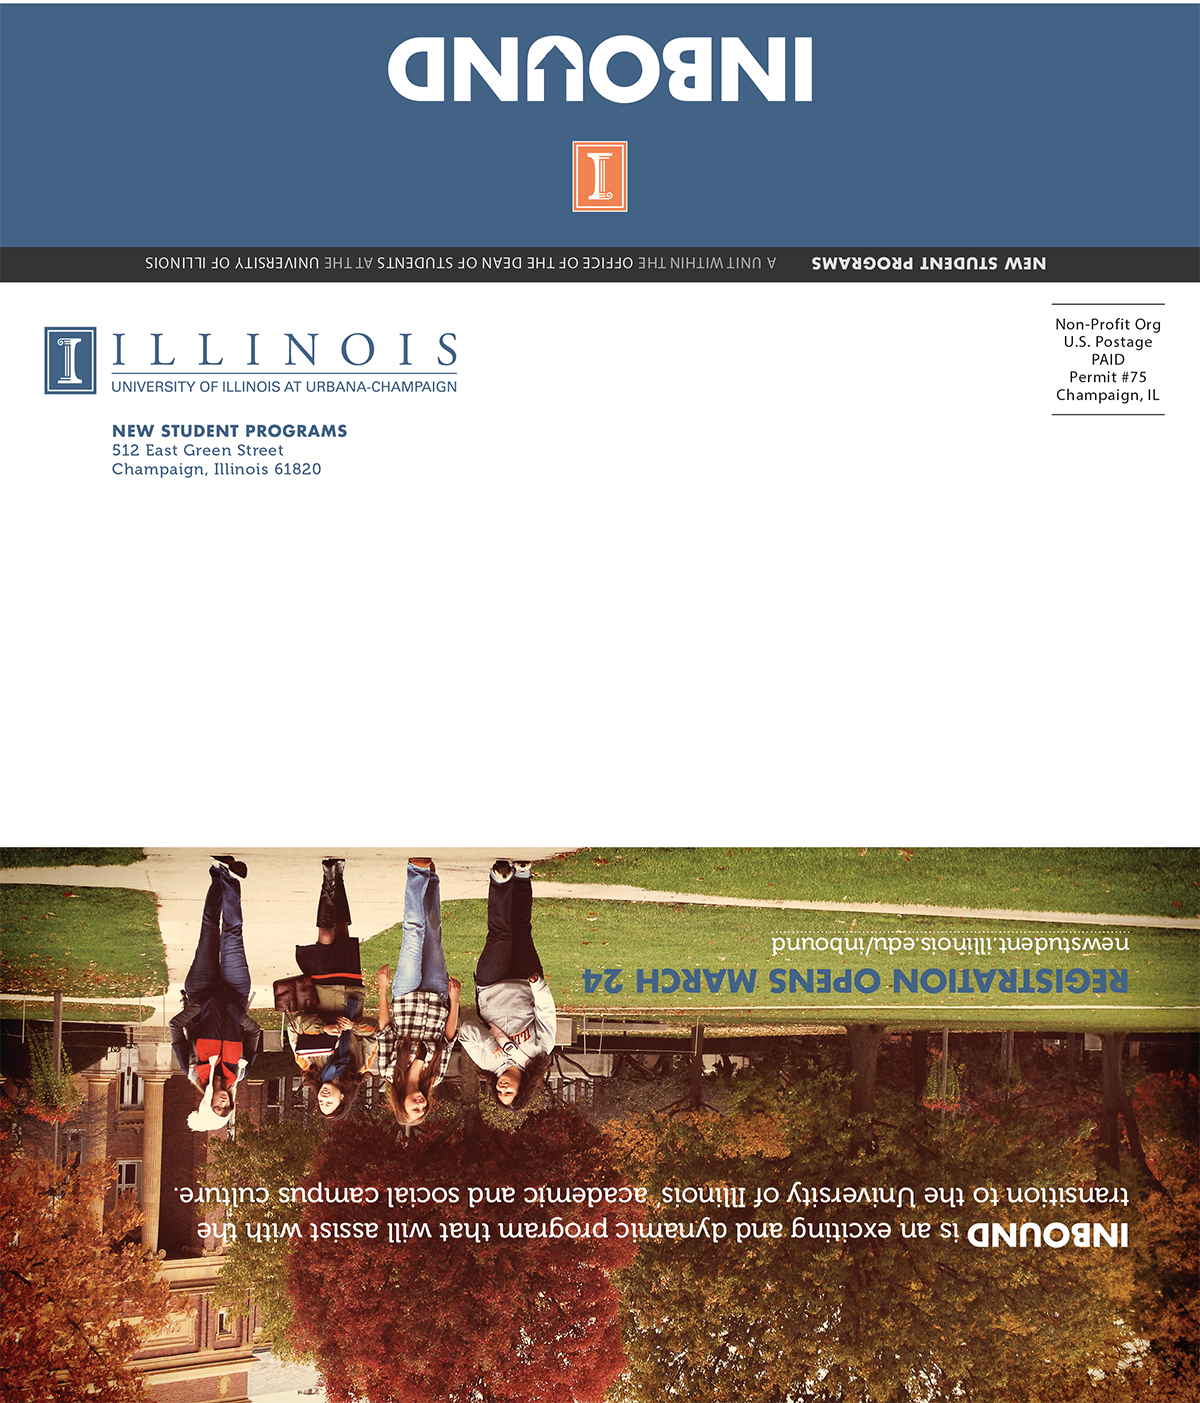 INBOUND
I
NEW STUDENT PROGRAMS A UNIT WITHIN THE OFFICE OF THE DEAN OF STUDENTS AT THE UNIVERSITY OF ILLINOIS
I ILLINOIS
UNIVERSITY OF ILLINOIS AT URBANA-CHAMPAIGN
NEW STUDENT PROGRAMS
512 East Green Street
Champaign, Illinois 61820
Non-Profit Org
U.S. Postage
PAID
Permit #75
Champaign, IL
INBOUND is an exciting and dynamic program that will assist with the
transition to the University of Illinois' academic and social campus culture.
REGISTRATION OPENS MARCH 24
newstudent.illinois.edu/inbound